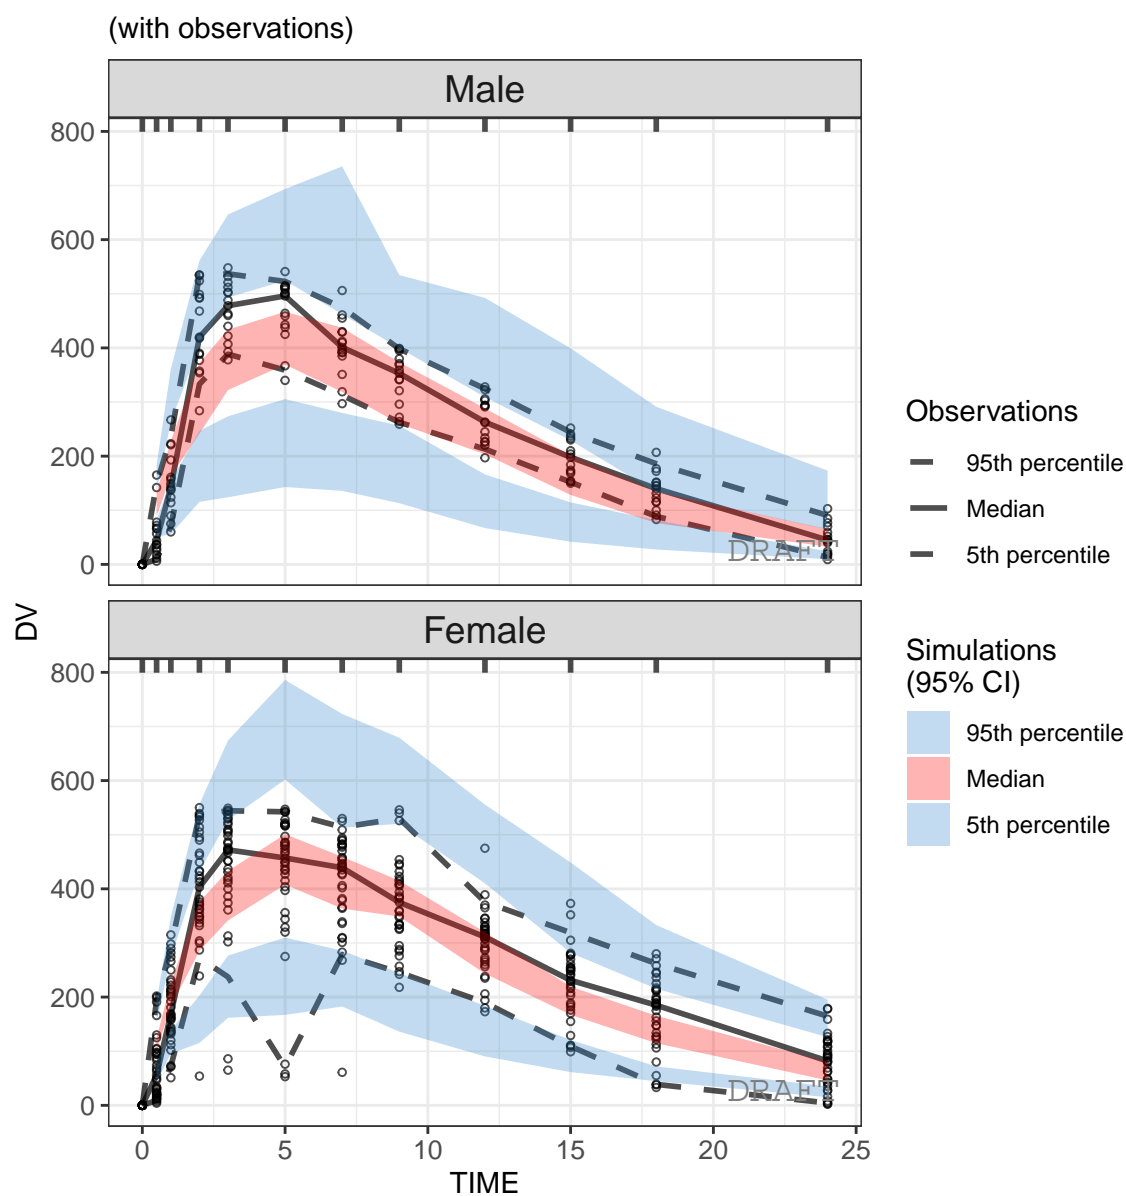 (with observations)
Male
800
600
400
200
0
DRAFT
Female
800
600
400
200
0
DRAFT
0 5 10 15 20 25
TIME
DV
Observations
95th percentile
Median
5th percentile
Simulations
(95% CI)
95th percentile
Median
5th percentile